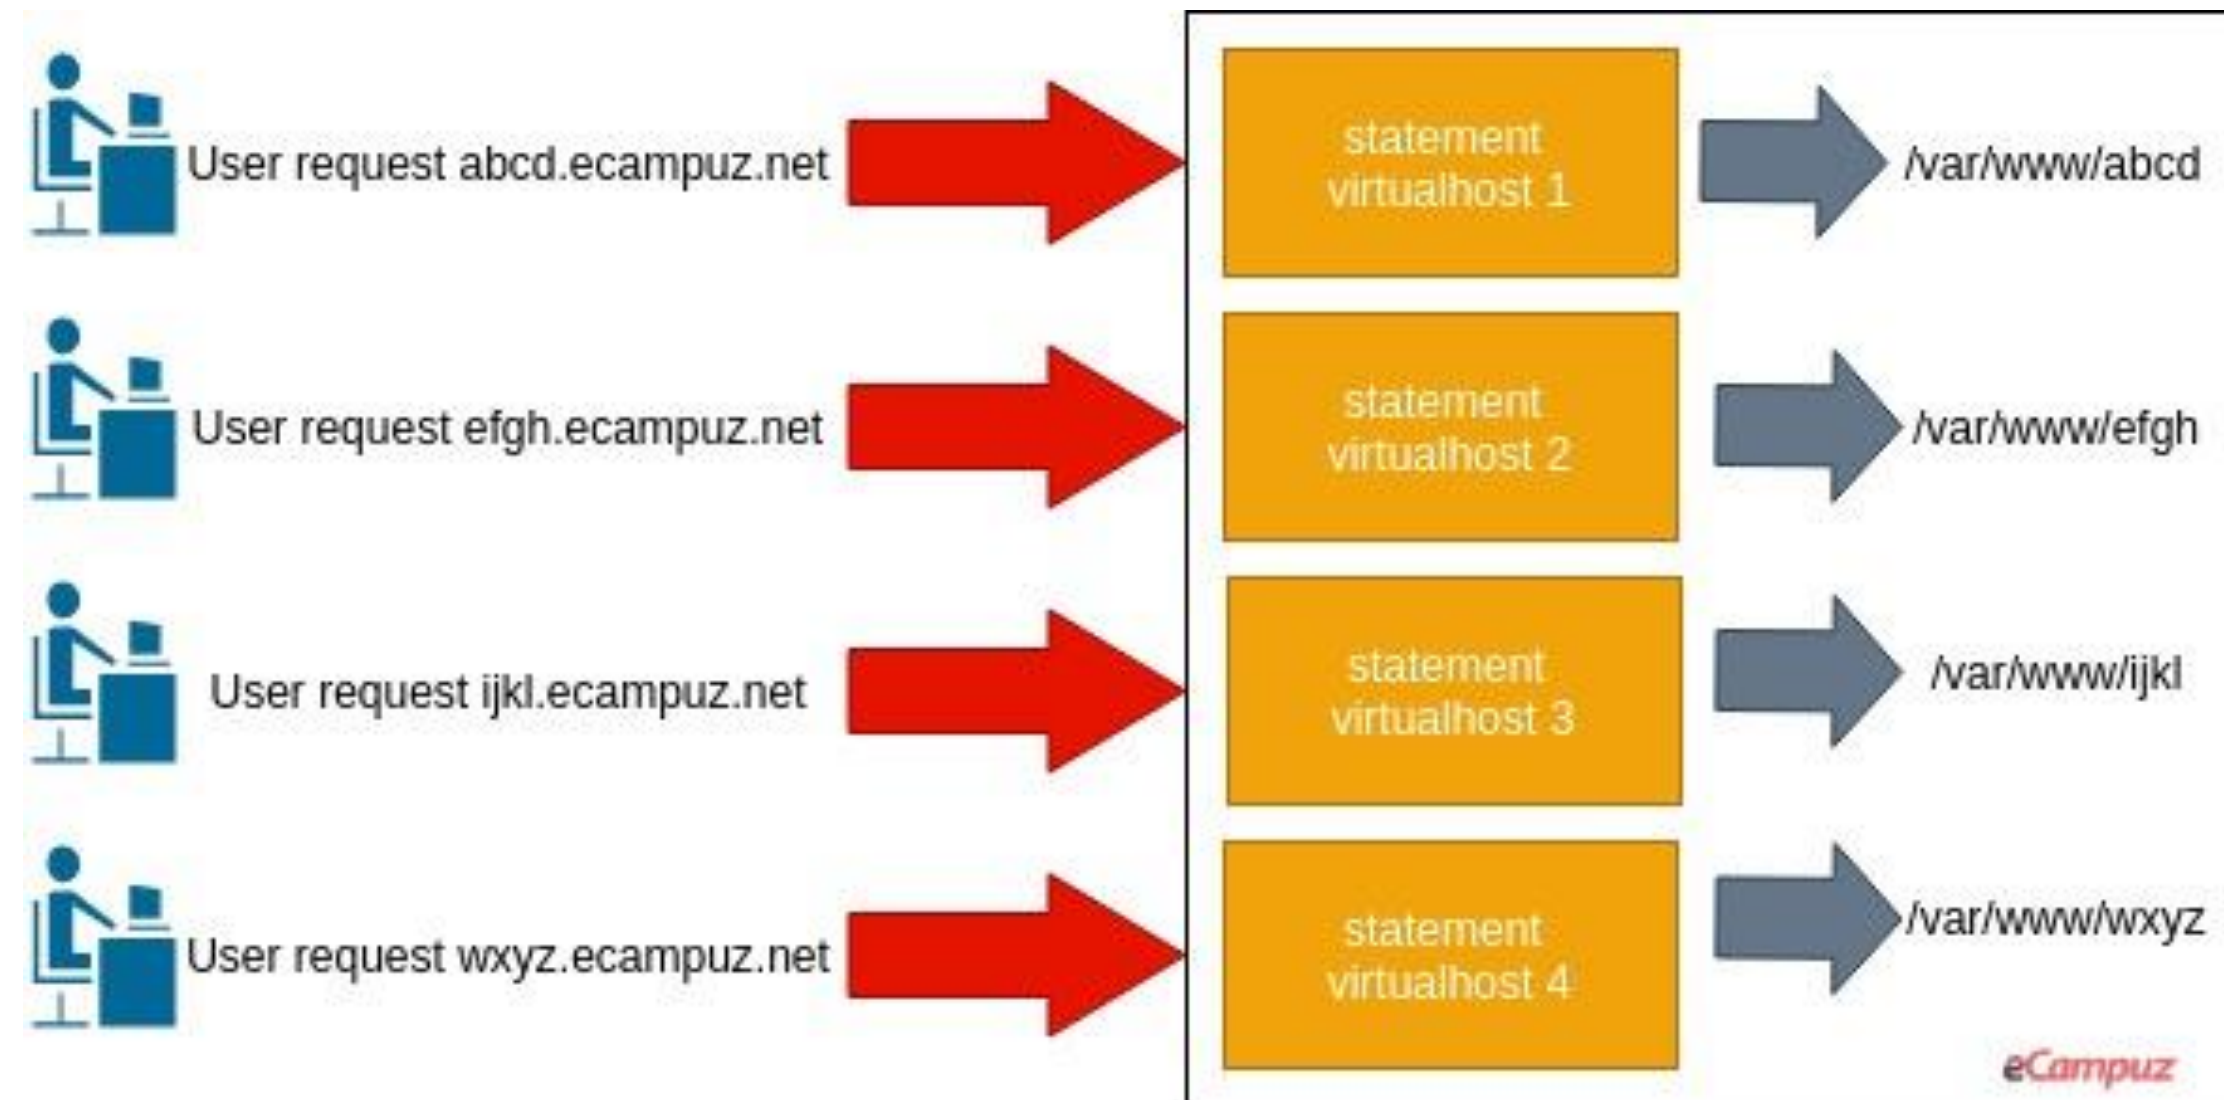 User request abcd.ecampuz.net
statement
virtualhost 1
/var/www/abcd
User request efgh.ecampuz.net
statement
virtualhost 2
/var/www/efgh
User request ijkl.ecampuz.net
statement
virtualhost 3
/var/www/ijkl
User request wxyz.ecampuz.net
statement
virtualhost 4
/var/www/wxyz
eCampuz